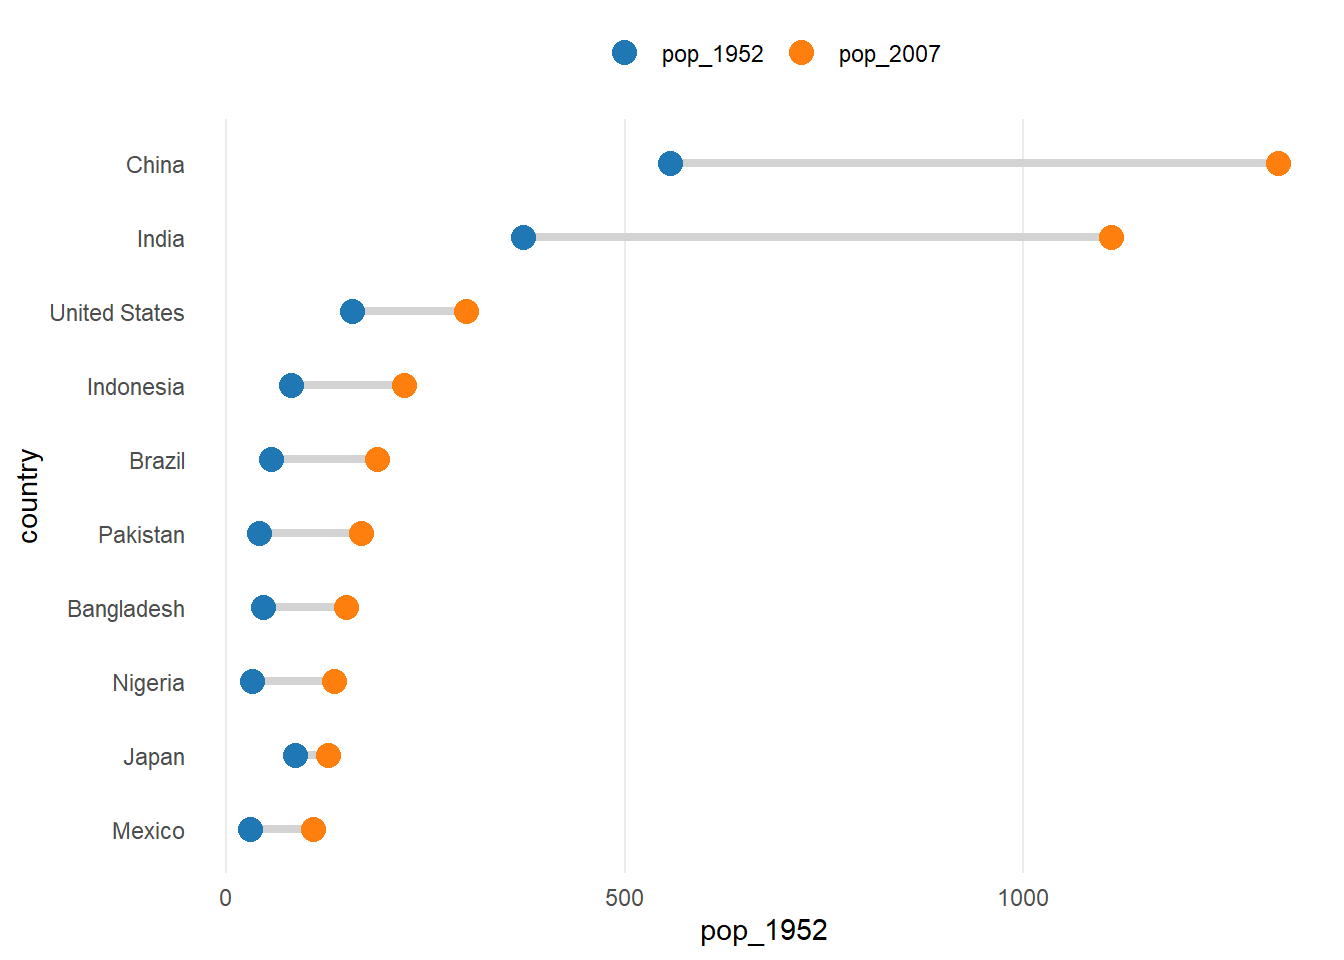 pop_1952 pop_2007
China
India
United States
Indonesia
Brazil
country
Pakistan
Bangladesh
Nigeria
Japan
Mexico
0 500 1000
pop_1952